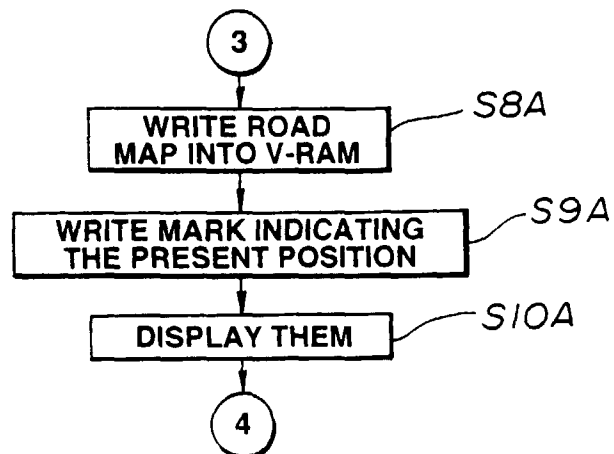 3
WRITE ROAD
MAP INTO V-RAM
S8A
WRITE MARK INDICATING
THE PRESENT POSITION
S9A
DISPLAY THEM
S10A
4